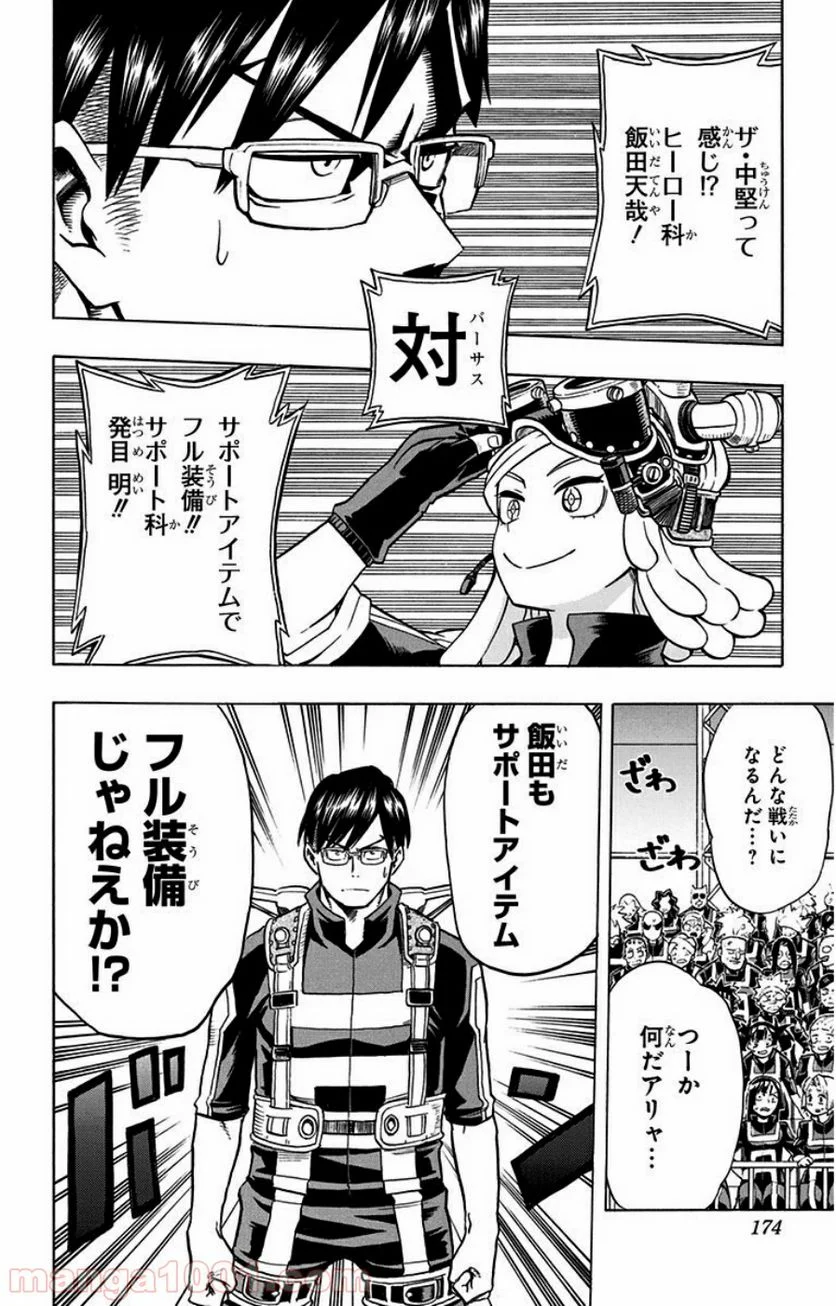 ザ・中堅って
感じ!?
ヒーロー科
飯田天哉!
対
バーサス
サポートアイテムで
フル装備!!
サポート科
発目 明!!
どんな戦いに
なるんだ…?
ざわ
ざわ
つーか
何だアリャ…
飯田も
サポートアイテム
フル装備
じゃねえか!?
174